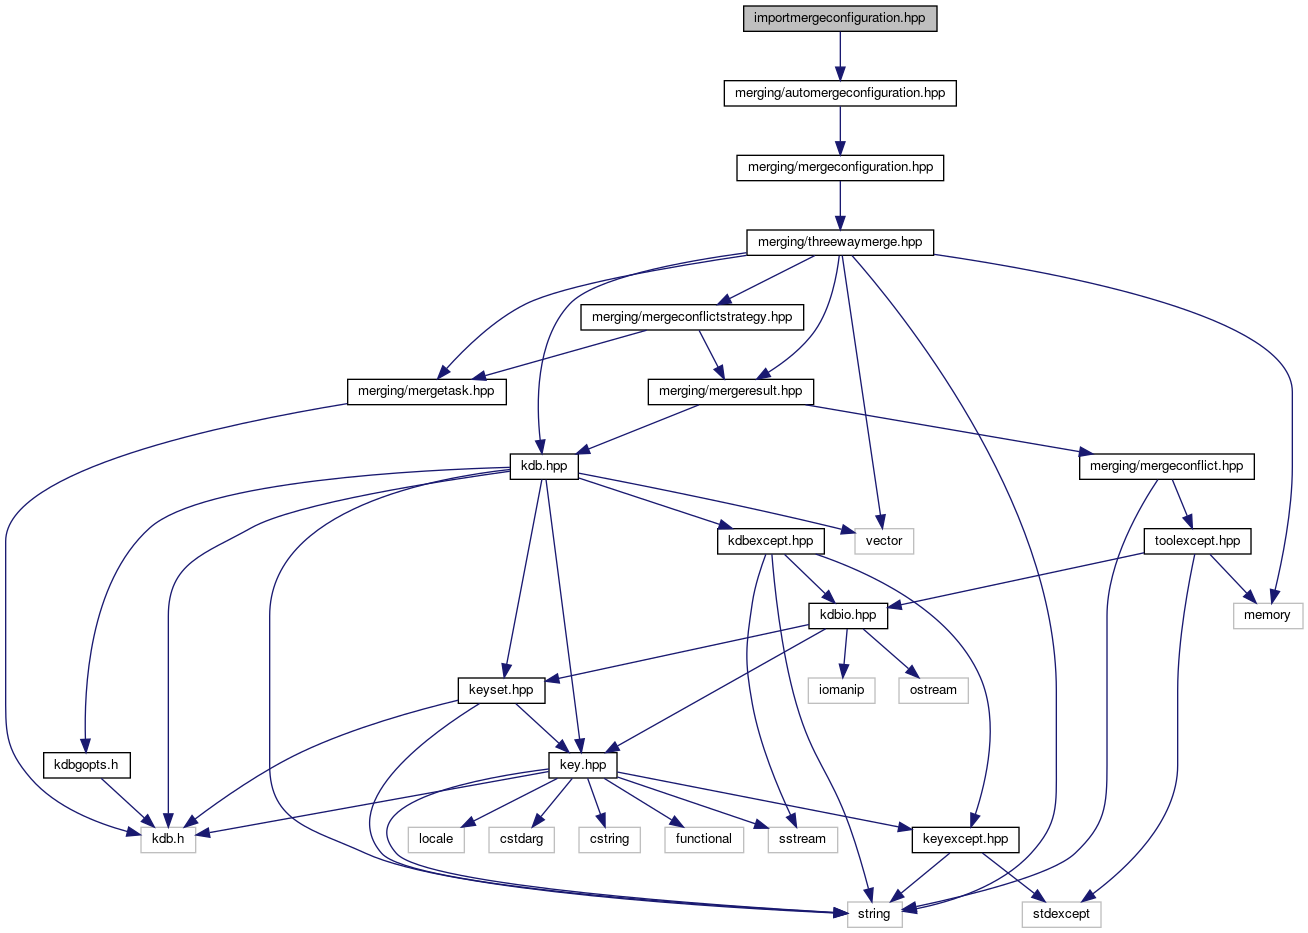 importmergeconfiguration.hpp
merging/automergeconfiguration.hpp
merging/mergeconfiguration.hpp
merging/threewaymerge.hpp
merging/mergeconflictstrategy.hpp
merging/mergetask.hpp
merging/mergeresult.hpp
kdb.hpp
merging/mergeconflict.hpp
kdbexcept.hpp
vector
toolexcept.hpp
kdbio.hpp
memory
keyset.hpp
iomanip
ostream
kdbgopts.h
key.hpp
kdb.h
locale
cstdarg
cstring
functional
sstream
keyexcept.hpp
string
stdexcept